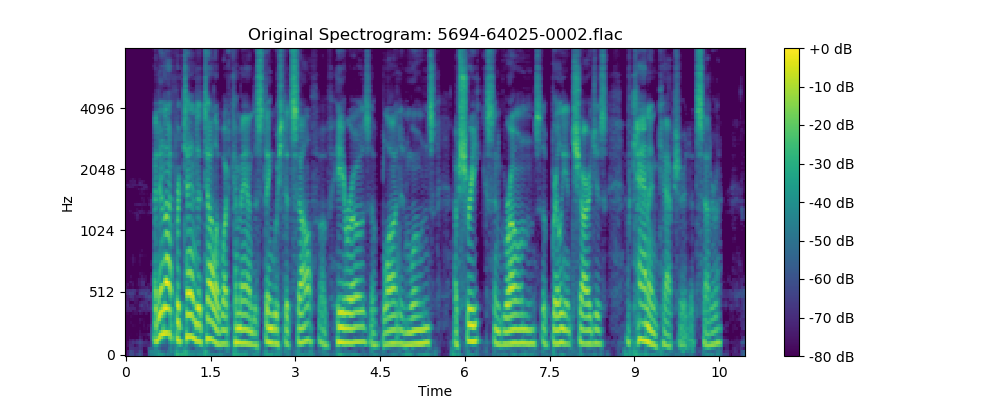 Original Spectrogram: 5694-64025-0002.flac
Hz
4096
2048
1024
512
0
0 1.5 3 4.5 6 7.5 9 10
Time
+0 dB
-10 dB
-20 dB
-30 dB
-40 dB
-50 dB
-60 dB
-70 dB
-80 dB